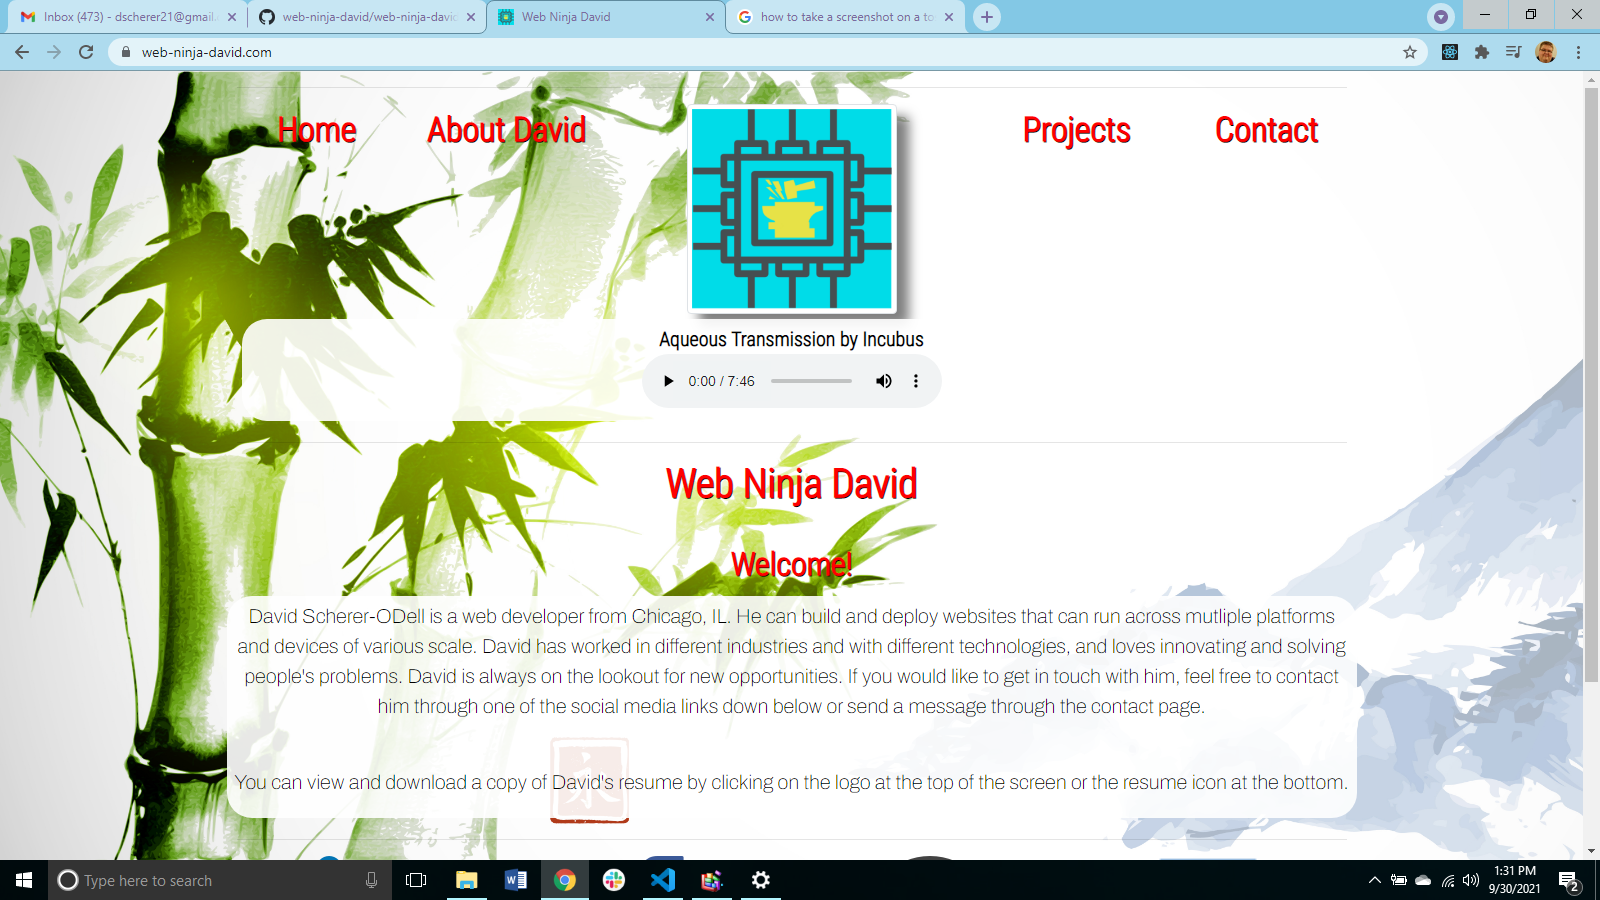 Inbox (473) - dscherer21@gmail.
web-ninja-david/web-ninja-david
Web Ninja David
how to take a screenshot on a to
web-ninja-david.com
Home
About David
Projects
Contact
Aqueous Transmission by Incubus
0:00 / 7:46
Web Ninja David
Welcome!
David Scherer-ODell is a web developer from Chicago, IL. He can build and deploy websites that can run across mutliple platforms
and devices of various scale. David has worked in different industries and with different technologies, and loves innovating and solving
people's problems. David is always on the lookout for new opportunities. If you would like to get in touch with him, feel free to contact
him through one of the social media links down below or send a message through the contact page.
永
You can view and download a copy of David's resume by clicking on the logo at the top of the screen or the resume icon at the bottom.
Type here to search
1:31 PM
9/30/2021
2